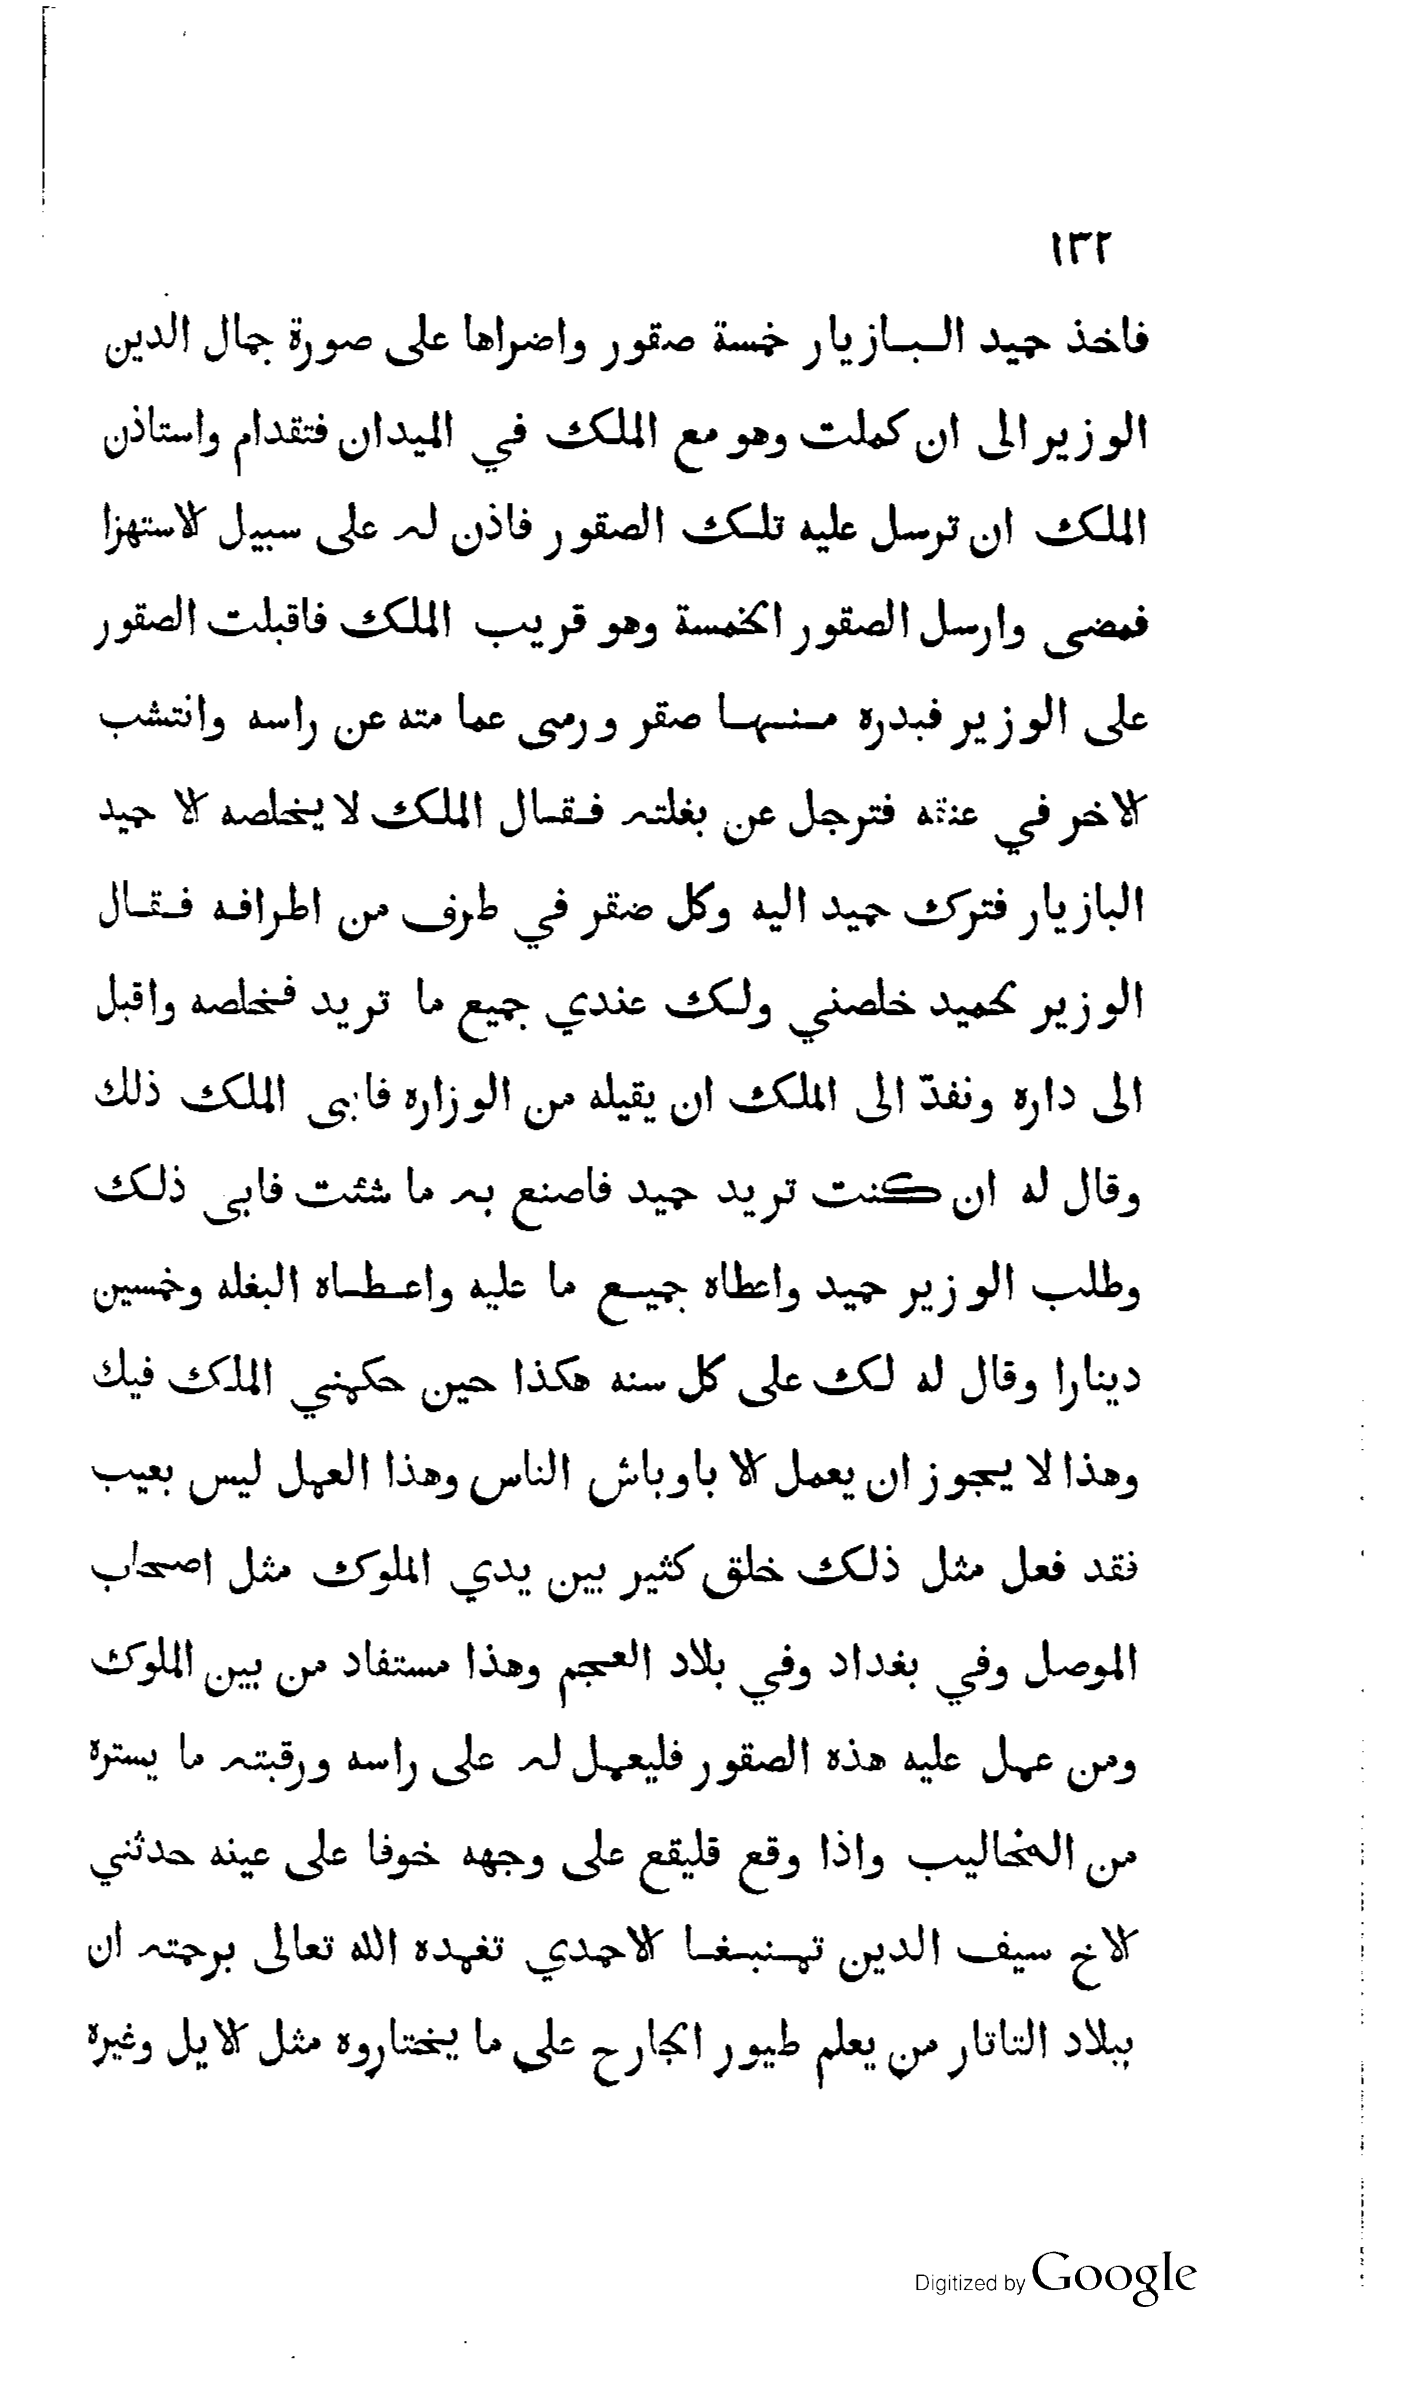 ١٣٢
فاخذ حميد البازيار خمسة صقور واضراها على صورة جمال الدين
الوزير الى ان كملت وهو مع الملك في الميدان فتقدام واستاذن
الملك ان ترسل عليه تلك الصقور فاذن له على سبيل الاستهزا
فمضى وارسل الصقور الخمسة وهو قريب الملك فاقبلت الصقور
على الوزير فبدره منها صقر ورمى عما مته عن راسه وانتشب
الاخر في عنقه فترجل عن بغلته فقال الملك لا يخلصه الا حميد
البازيار فترك حميد اليه وكل ضقر في طرف من اطرافه فقال
الوزير لحميد خلصني ولك عندي جميع ما تريد فخلصه واقبل
الى داره ونفدّ الى الملك ان يقيله من الوزاره فابى الملك ذلك
وقال له ان كنت تريد حميد فاصنع به ما شئت فابى ذلك
وطلب الوزير حميد واعطاه جميع ما عليه واعطاه البغله وخمسين
دينارا وقال له لك على كل سنه هكذا حين حكمني الملك فيك
وهذا لا يجوز ان يعمل الا باوباش الناس وهذا العمل ليس بعيب
فقد فعل مثل ذلك خلق كثير بين يدي الملوك مثل اصحاب
الموصل وفي بغداد وفي بلاد العجم وهذا مستفاد من بين الملوك
ومن عمل عليه هذه الصقور فليعمل له على راسه ورقبته ما يستره
من المخاليب واذا وقع قليقع على وجهه خوفا على عينه حدثني
الاخ سيف الدين تمنبغا الاحمدي تغمده الله تعالى برحمته ان
ببلاد التاتار من يعلم طيور الجارح على ما يختاروه مثل الايل وغيره
Digitized by Google